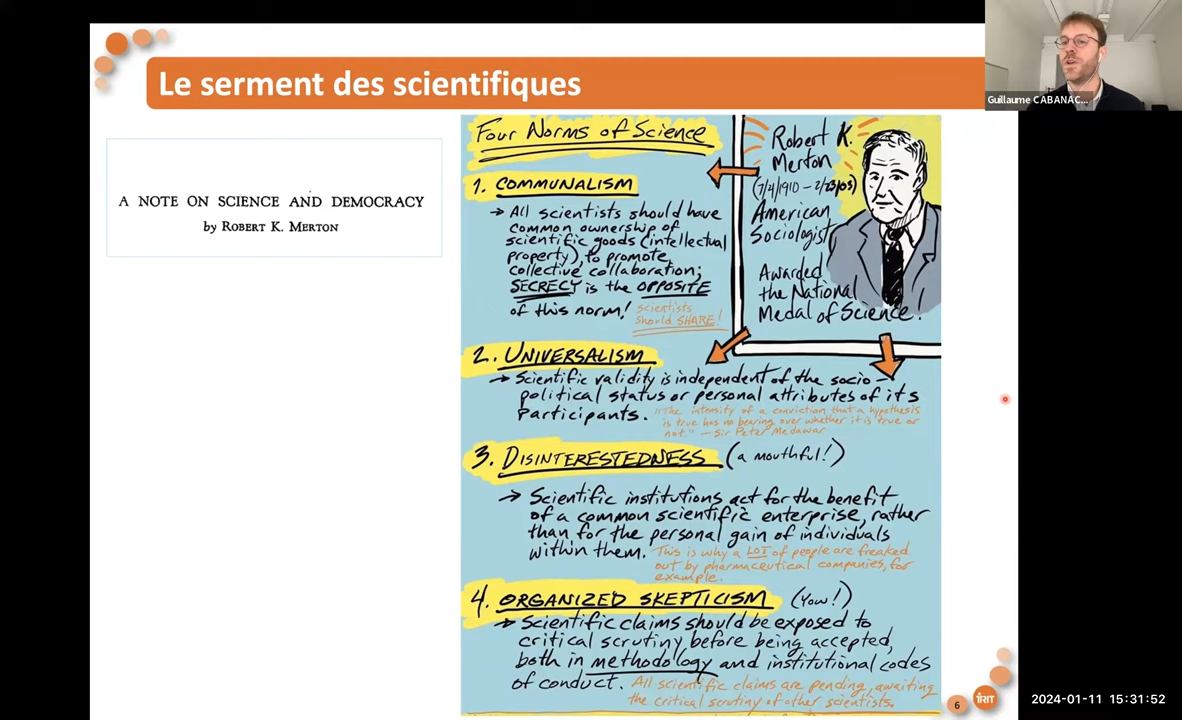 Le serment des scientifiques
Guillaume CABANAC...
A NOTE ON SCIENCE AND DEMOCRACY
by ROBERT K. MERTON
Four Norms of Science
Robert K.
Merton
(7/4/1910 – 2/23/03)
American
Sociologist
Awarded
the National
Medal of Science!
1. COMMUNALISM
→ All scientists should have
common ownership of
scientific goods (intellectual
property), to promote
collective collaboration;
SECRECY is the OPPOSITE
of this norm!
scientists
should SHARE!
2. UNIVERSALISM
→ Scientific validity is independent of the socio –
political status or personal attributes of its
participants.
"The intensity of a conviction that a hypothesis
is true has no bearing over whether it is true or
not." – Sir Peter Medawar
3. DISINTERESTEDNESS (a mouthful!)
→ Scientific institutions act for the benefit
of a common scientific enterprise, rather
than for the personal gain of individuals
within them.
This is why a LOT of people are freaked
out by pharmaceutical companies, for
example.
4. ORGANIZED SKEPTICISM (Yow!)
→ Scientific claims should be exposed to
critical scrutiny before being accepted,
both in methodology and institutional codes
of conduct.
All scientific claims are pending, awaiting
the critical scrutiny of other scientists.
6
IRIT
2024-01-11 15:31:52